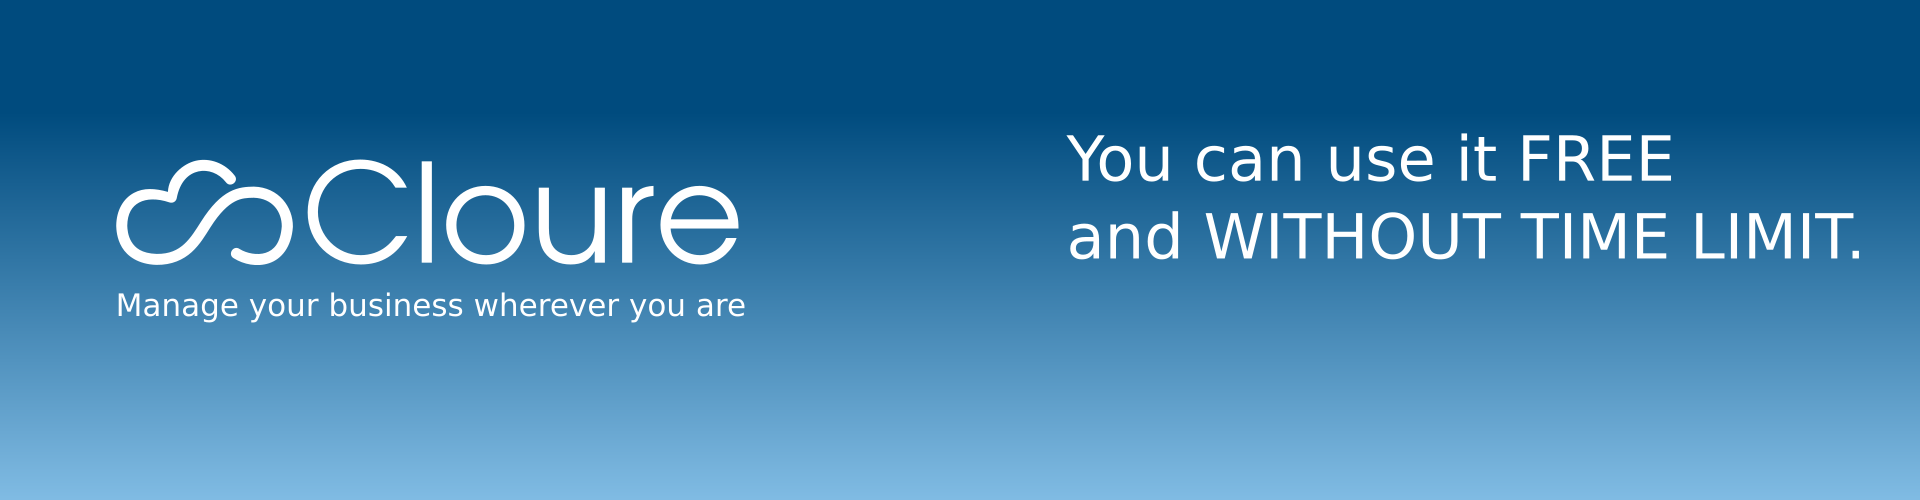 Cloure
Manage your business wherever you are
You can use it FREE
and WITHOUT TIME LIMIT.